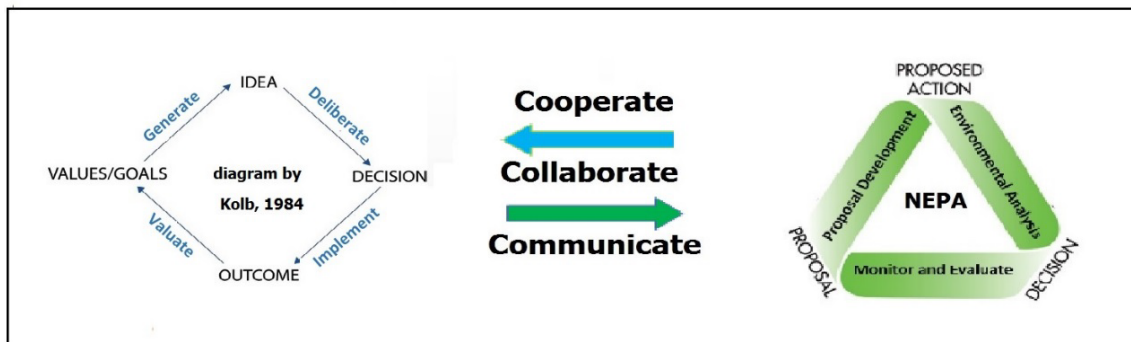 IDEA
Generate
Deliberate
VALUES/GOALS
diagram by
Kolb, 1984
DECISION
Valuate
Implement
OUTCOME
Cooperate
Collaborate
Communicate
PROPOSED
ACTION
Proposal Development
Environmental Analysis
NEPA
PROPOSAL
Monitor and Evaluate
DECISION